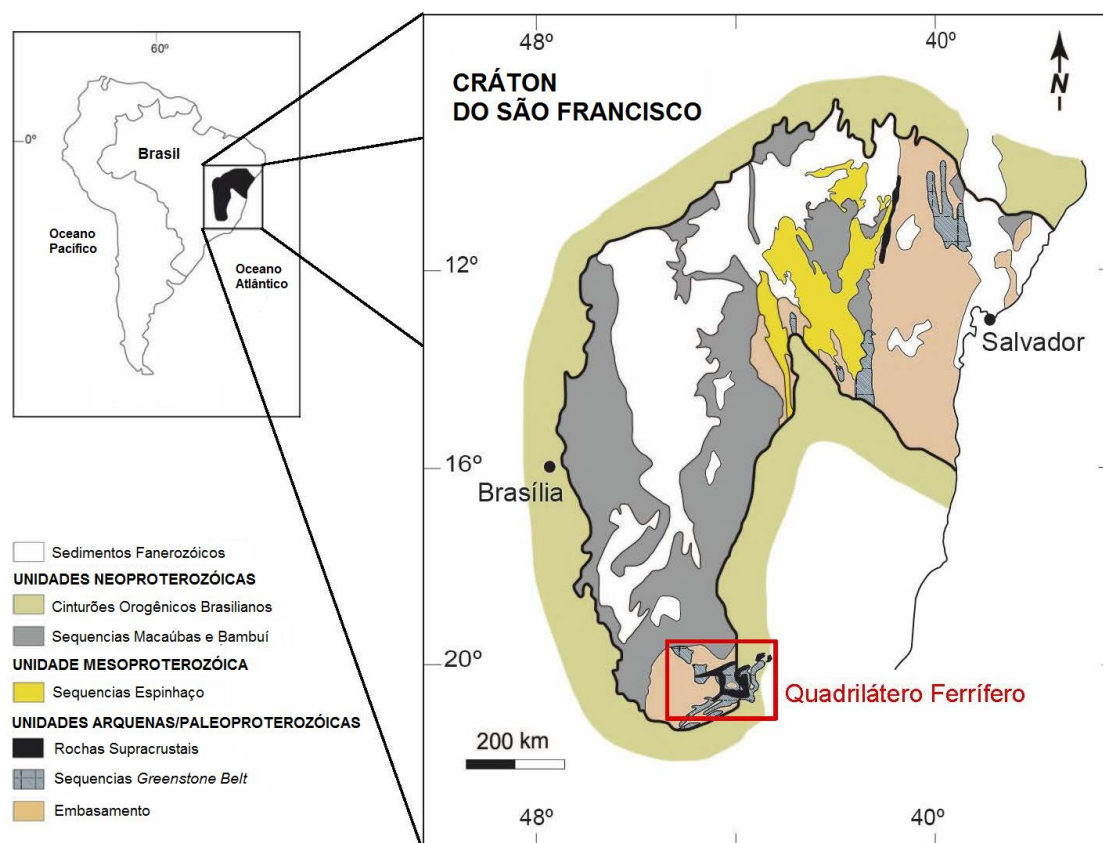 60º
0º
Brasil
Oceano
Pacífico
Oceano
Atlântico
48º
40º
CRÁTON
DO SÃO FRANCISCO
N
12º
Salvador
16º
Brasília
20º
Quadrilátero Ferrífero
200 km
48º
40º
Sedimentos Fanerozóicos
UNIDADES NEOPROTEROZÓICAS
Cinturões Orogênicos Brasilianos
Sequencias Macaúbas e Bambuí
UNIDADE MESOPROTEROZÓICA
Sequencias Espinhaço
UNIDADES ARQUENAS/PALEOPROTEROZÓICAS
Rochas Supracrustais
Sequencias Greenstone Belt
Embasamento